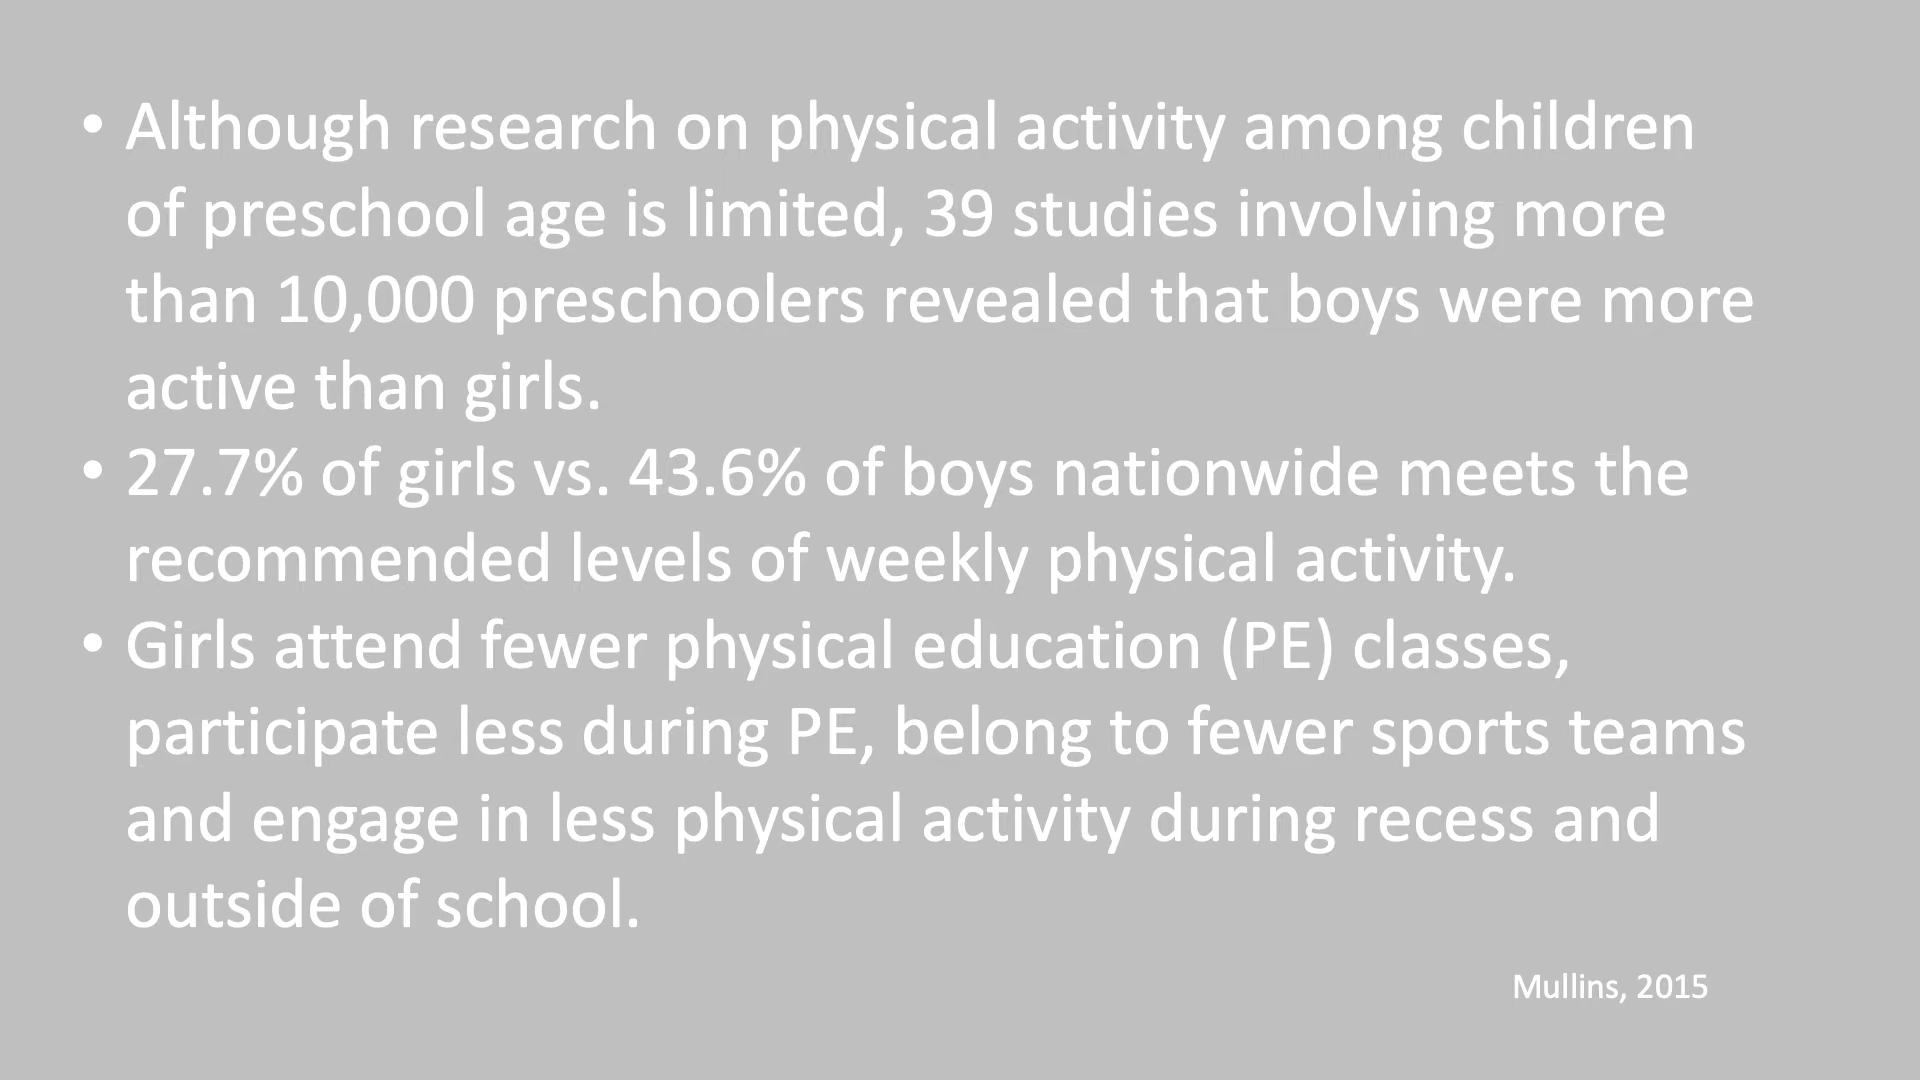 • Although research on physical activity among children
of preschool age is limited, 39 studies involving more
than 10,000 preschoolers revealed that boys were more
active than girls.
• 27.7% of girls vs. 43.6% of boys nationwide meets the
recommended levels of weekly physical activity.
• Girls attend fewer physical education (PE) classes,
participate less during PE, belong to fewer sports teams
and engage in less physical activity during recess and
outside of school.
Mullins, 2015